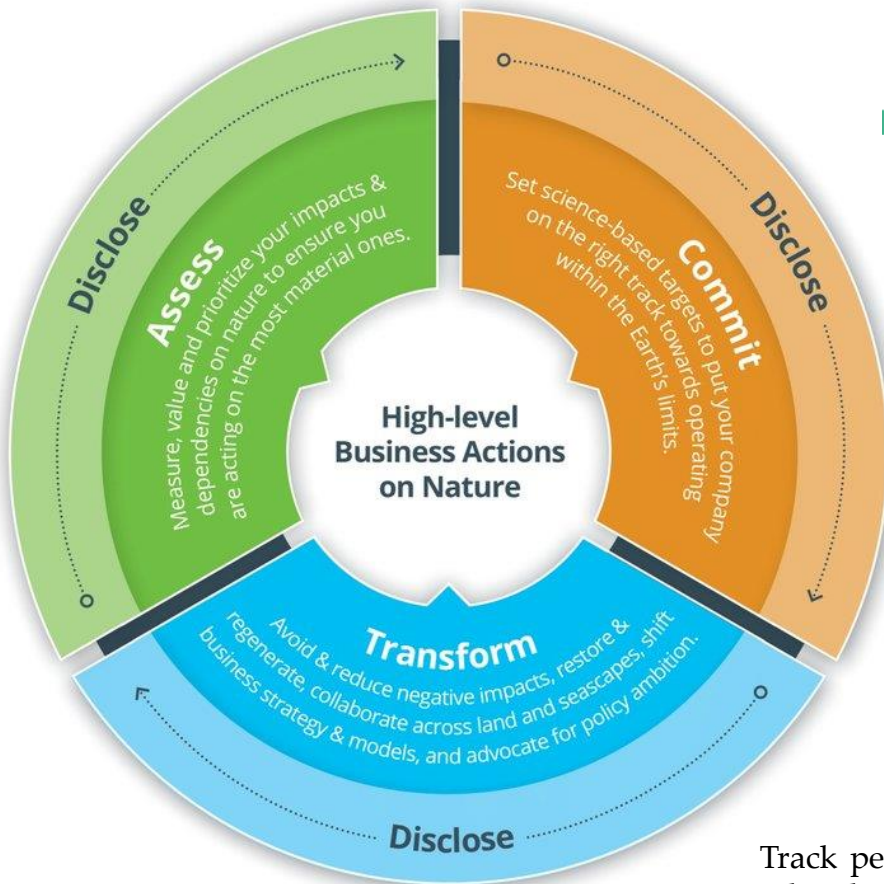 Disclose
Assess
Measure, value and prioritize your impacts &
dependencies on nature to ensure you
are acting on the most material ones.
Disclose
Commit
Set science-based targets to put your company
on the right track towards operating
within the Earth's limits.
High-level
Business Actions
on Nature
Transform
Avoid & reduce negative impacts, restore &
regenerate, collaborate across land and seascapes, shift
business strategy & models, and advocate for policy ambition.
Disclose
Track